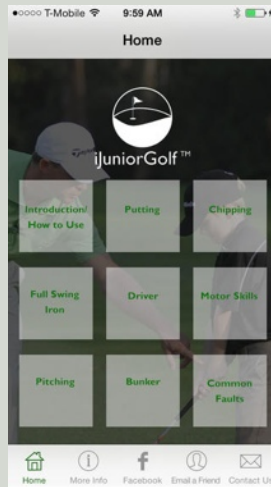 T-Mobile 9:59 AM
Home
iJuniorGolf™
Introduction/
How to Use
Putting
Chipping
Full Swing
Iron
Driver
Motor Skills
Pitching
Bunker
Common
Faults
Home More Info Facebook Email a Friend Contact U